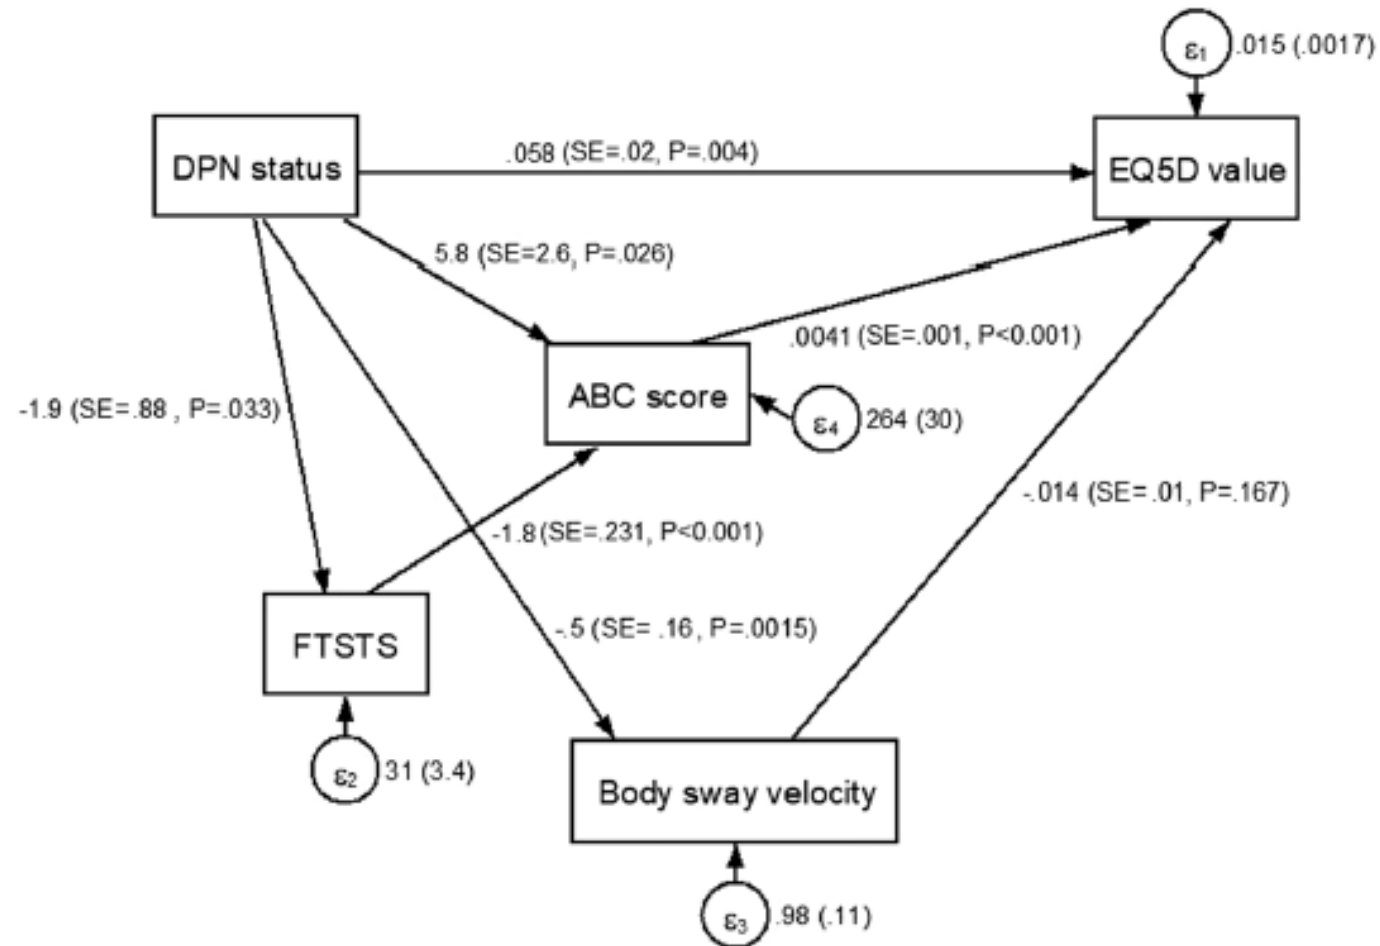 ε1 .015 (.0017)
DPN status
.058 (SE=.02, P=.004)
EQ5D value
5.8 (SE=2.6, P=.026)
.0041 (SE=.001, P<0.001)
ABC score
-1.9 (SE=.88 , P=.033)
ε4 264 (30)
-.014 (SE=.01, P=.167)
-1.8 (SE=.231, P<0.001)
FTSTS
-.5 (SE= .16, P=.0015)
ε2 31 (3.4)
Body sway velocity
ε3 .98 (.11)